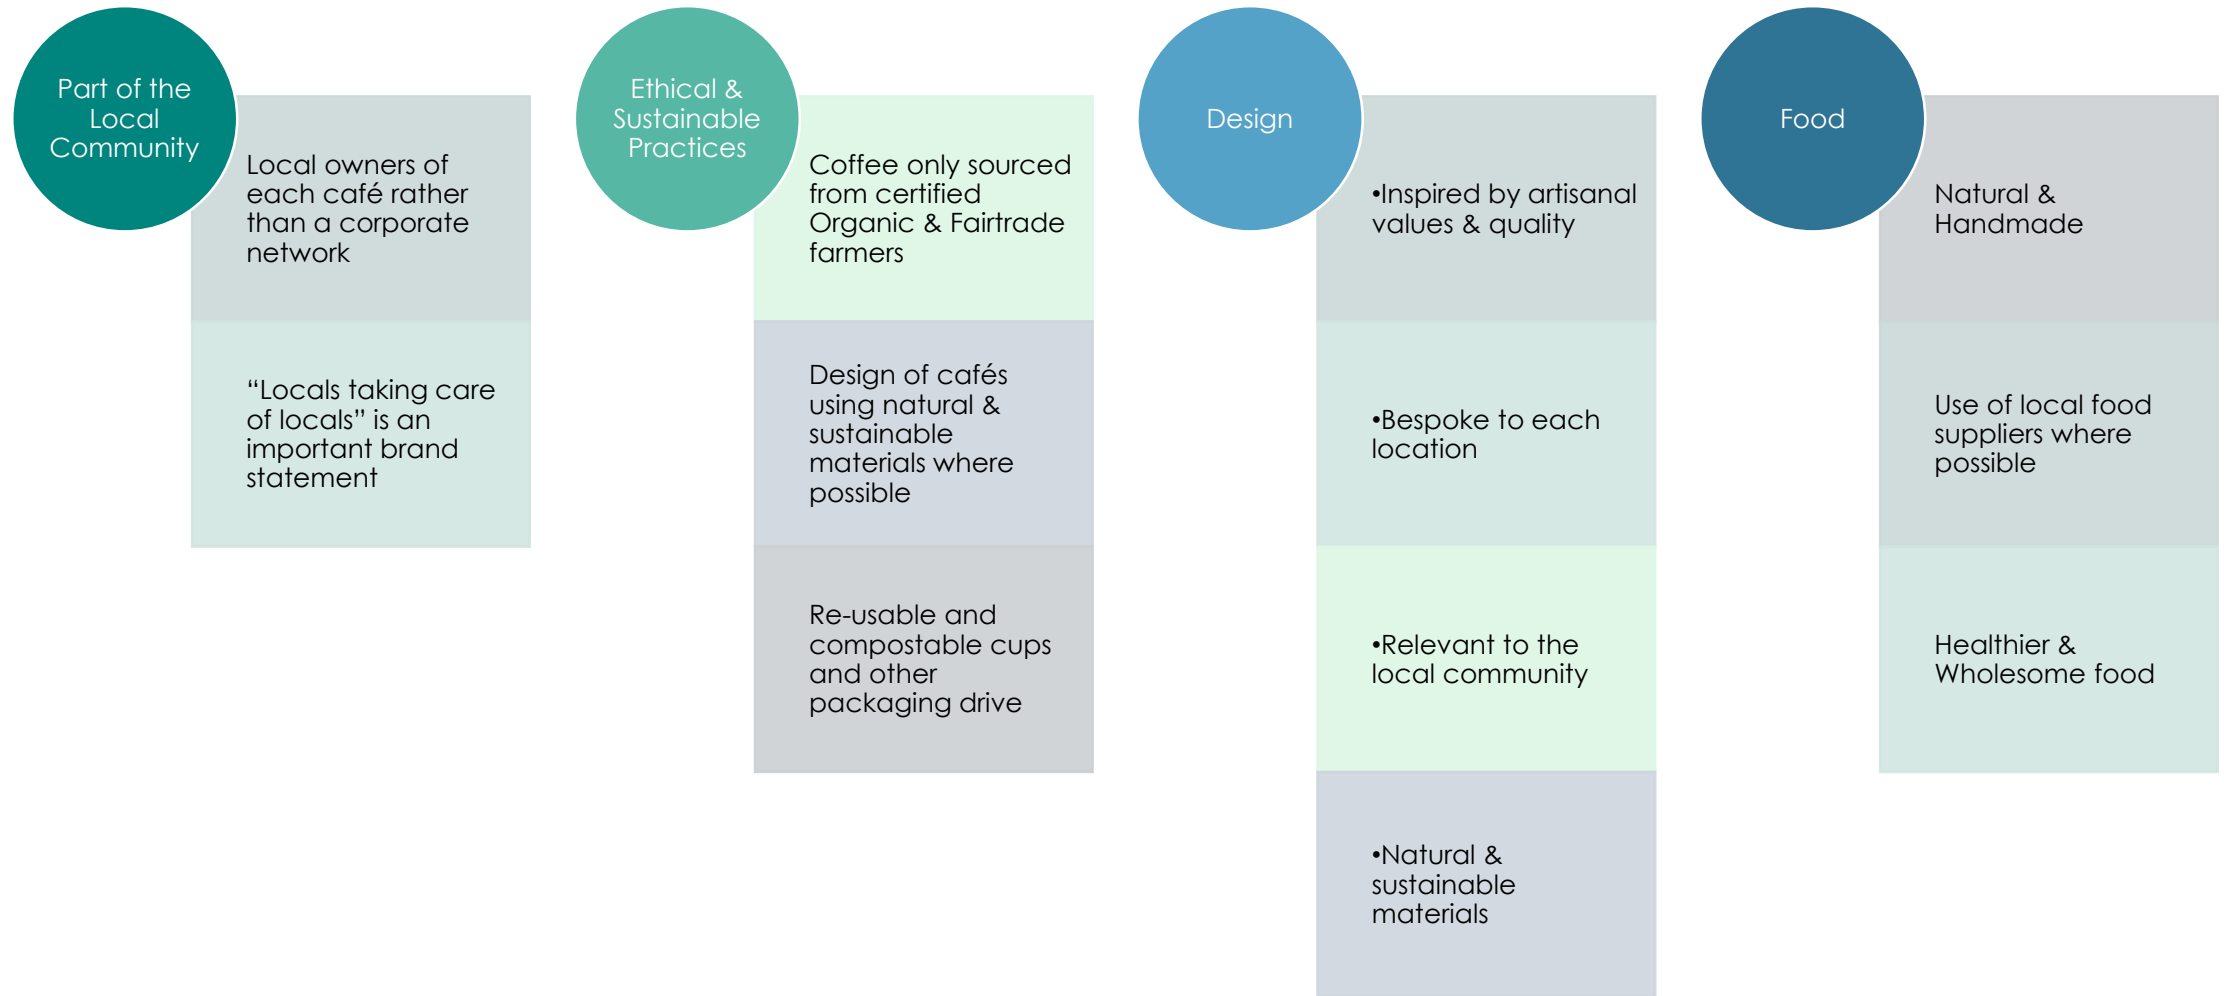 Part of the
Local
Community
Local owners of
each café rather
than a corporate
network
“Locals taking care
of locals” is an
important brand
statement
Ethical &
Sustainable
Practices
Coffee only sourced
from certified
Organic & Fairtrade
farmers
Design of cafés
using natural &
sustainable
materials where
possible
Re-usable and
compostable cups
and other
packaging drive
Design
•Inspired by artisanal
values & quality
•Bespoke to each
location
•Relevant to the
local community
•Natural &
sustainable
materials
Food
Natural &
Handmade
Use of local food
suppliers where
possible
Healthier &
Wholesome food